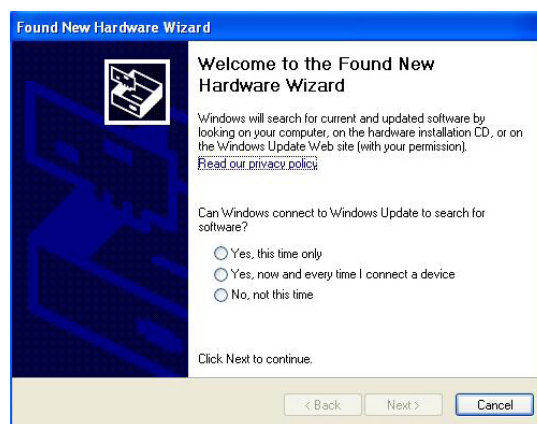 Found New Hardware Wizard
Welcome to the Found New
Hardware Wizard
Windows will search for current and updated software by
looking on your computer, on the hardware installation CD, or on
the Windows Update Web site (with your permission).
Read our privacy policy
Can Windows connect to Windows Update to search for
software?
Yes, this time only
Yes, now and every time I connect a device
No, not this time
Click Next to continue.
< Back Next > Cancel